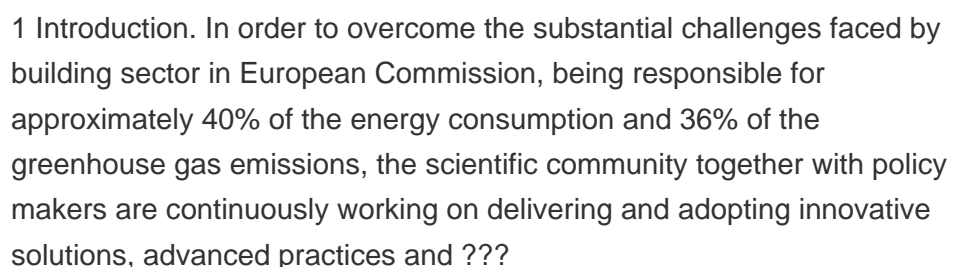 1 Introduction. In order to overcome the substantial challenges faced by
building sector in European Commission, being responsible for
approximately 40% of the energy consumption and 36% of the
greenhouse gas emissions, the scientific community together with policy
makers are continuously working on delivering and adopting innovative
solutions, advanced practices and ???